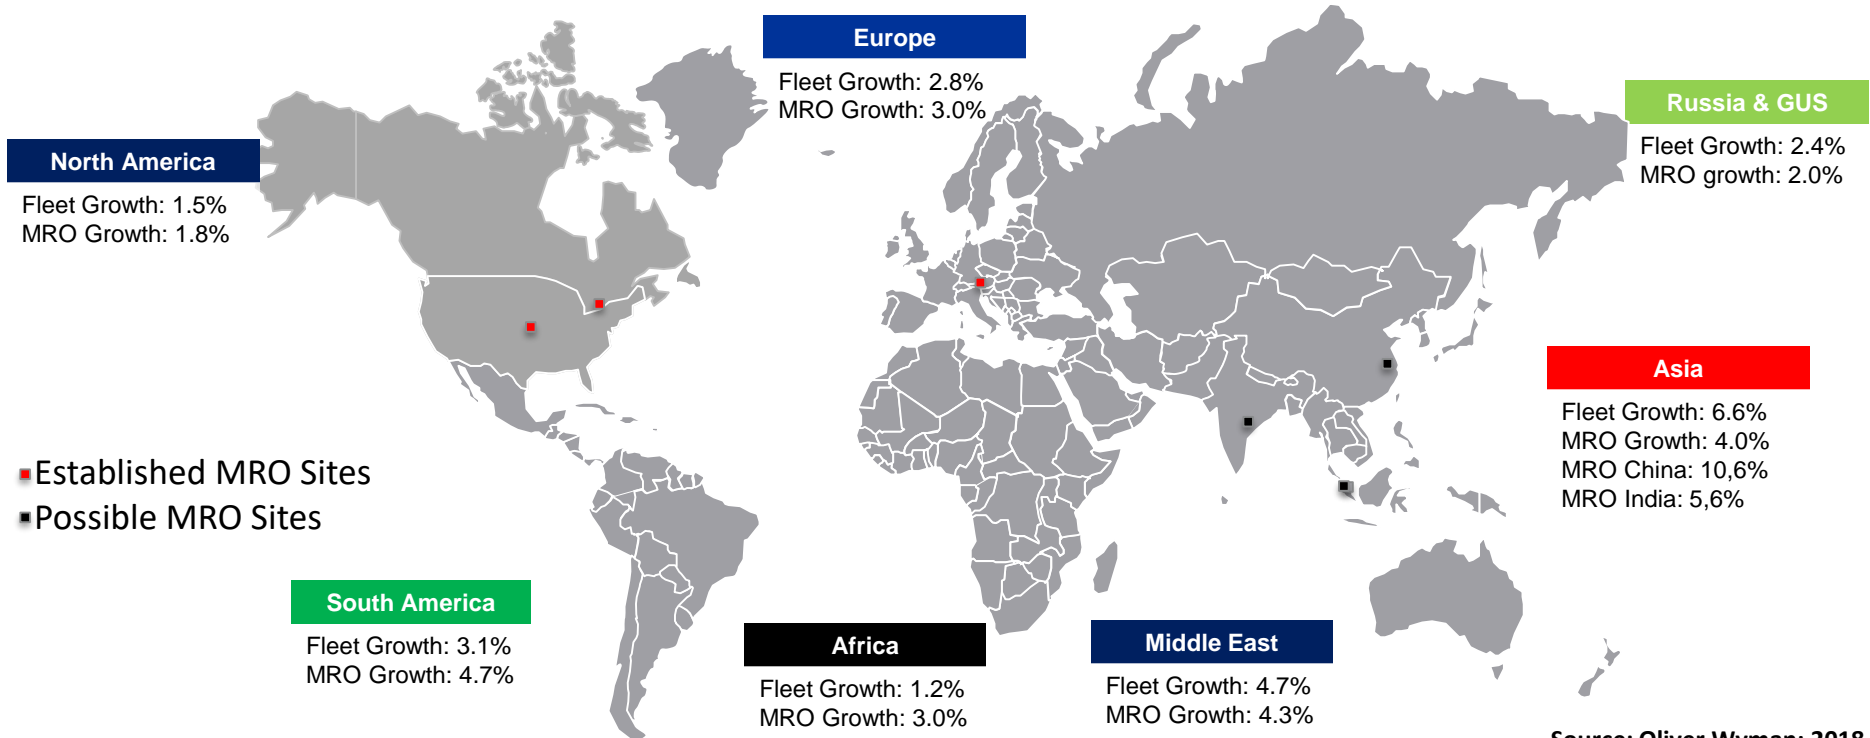 Europe
Fleet Growth: 2.8%
MRO Growth: 3.0%
Russia & GUS
Fleet Growth: 2.4%
MRO growth: 2.0%
North America
Fleet Growth: 1.5%
MRO Growth: 1.8%
Asia
Fleet Growth: 6.6%
MRO Growth: 4.0%
MRO China: 10,6%
MRO India: 5,6%
Established MRO Sites
Possible MRO Sites
South America
Fleet Growth: 3.1%
MRO Growth: 4.7%
Africa
Fleet Growth: 1.2%
MRO Growth: 3.0%
Middle East
Fleet Growth: 4.7%
MRO Growth: 4.3%
Source: Oliver Wyman; 2018